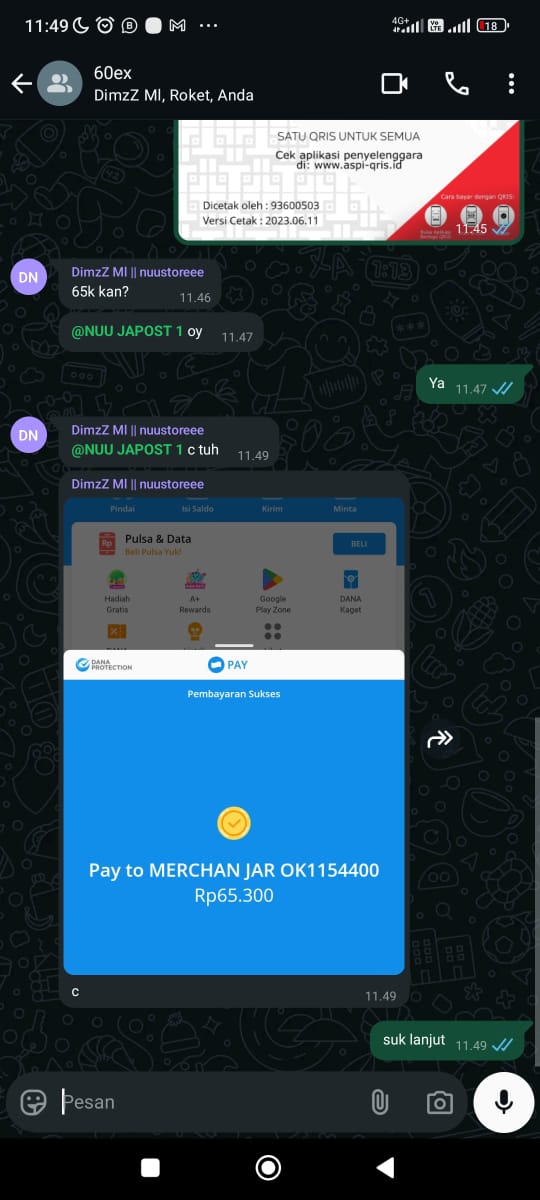 11:49
4G+
Vo LTE
18
60ex
DimzZ Ml, Roket, Anda
SATU QRIS UNTUK SEMUA
Cek aplikasi penyelenggara
di: www.aspi-qris.id
Cara bayar dengan QRIS:
Dicetak oleh : 93600503
Versi Cetak : 2023.06.11
11.45
DN
DimzZ Ml || nuustoreee
65k kan?
11.46
@NUU JAPOST 1 oy
11.47
Ya
11.47
DN
DimzZ Ml || nuustoreee
@NUU JAPOST 1 c tuh
11.49
DimzZ Ml || nuustoreee
Pindai Isi Saldo Kirim Minta
Rp
Pulsa & Data
Beli Pulsa Yuk!
BELI
Hadiah Gratis
A+ Rewards
Google Play Zone
DANA Kaget
DANA PROTECTION
PAY
Pembayaran Sukses
Pay to MERCHAN JAR OK1154400
Rp65.300
c
11.49
suk lanjut
11.49
Pesan